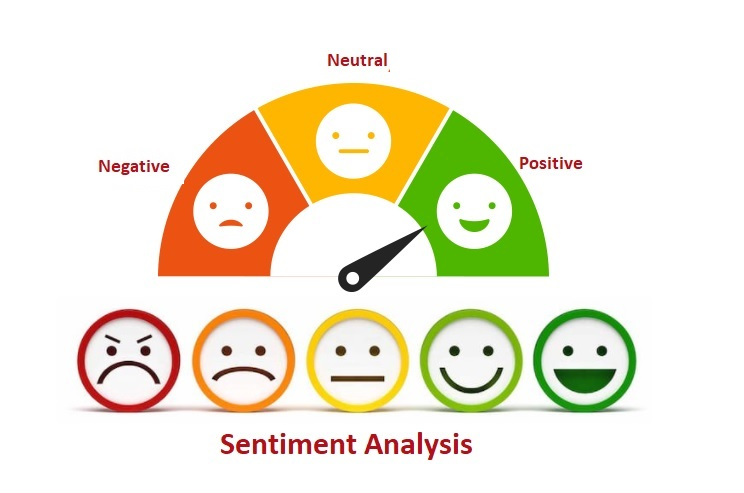 Neutral
Negative
Positive
Sentiment Analysis